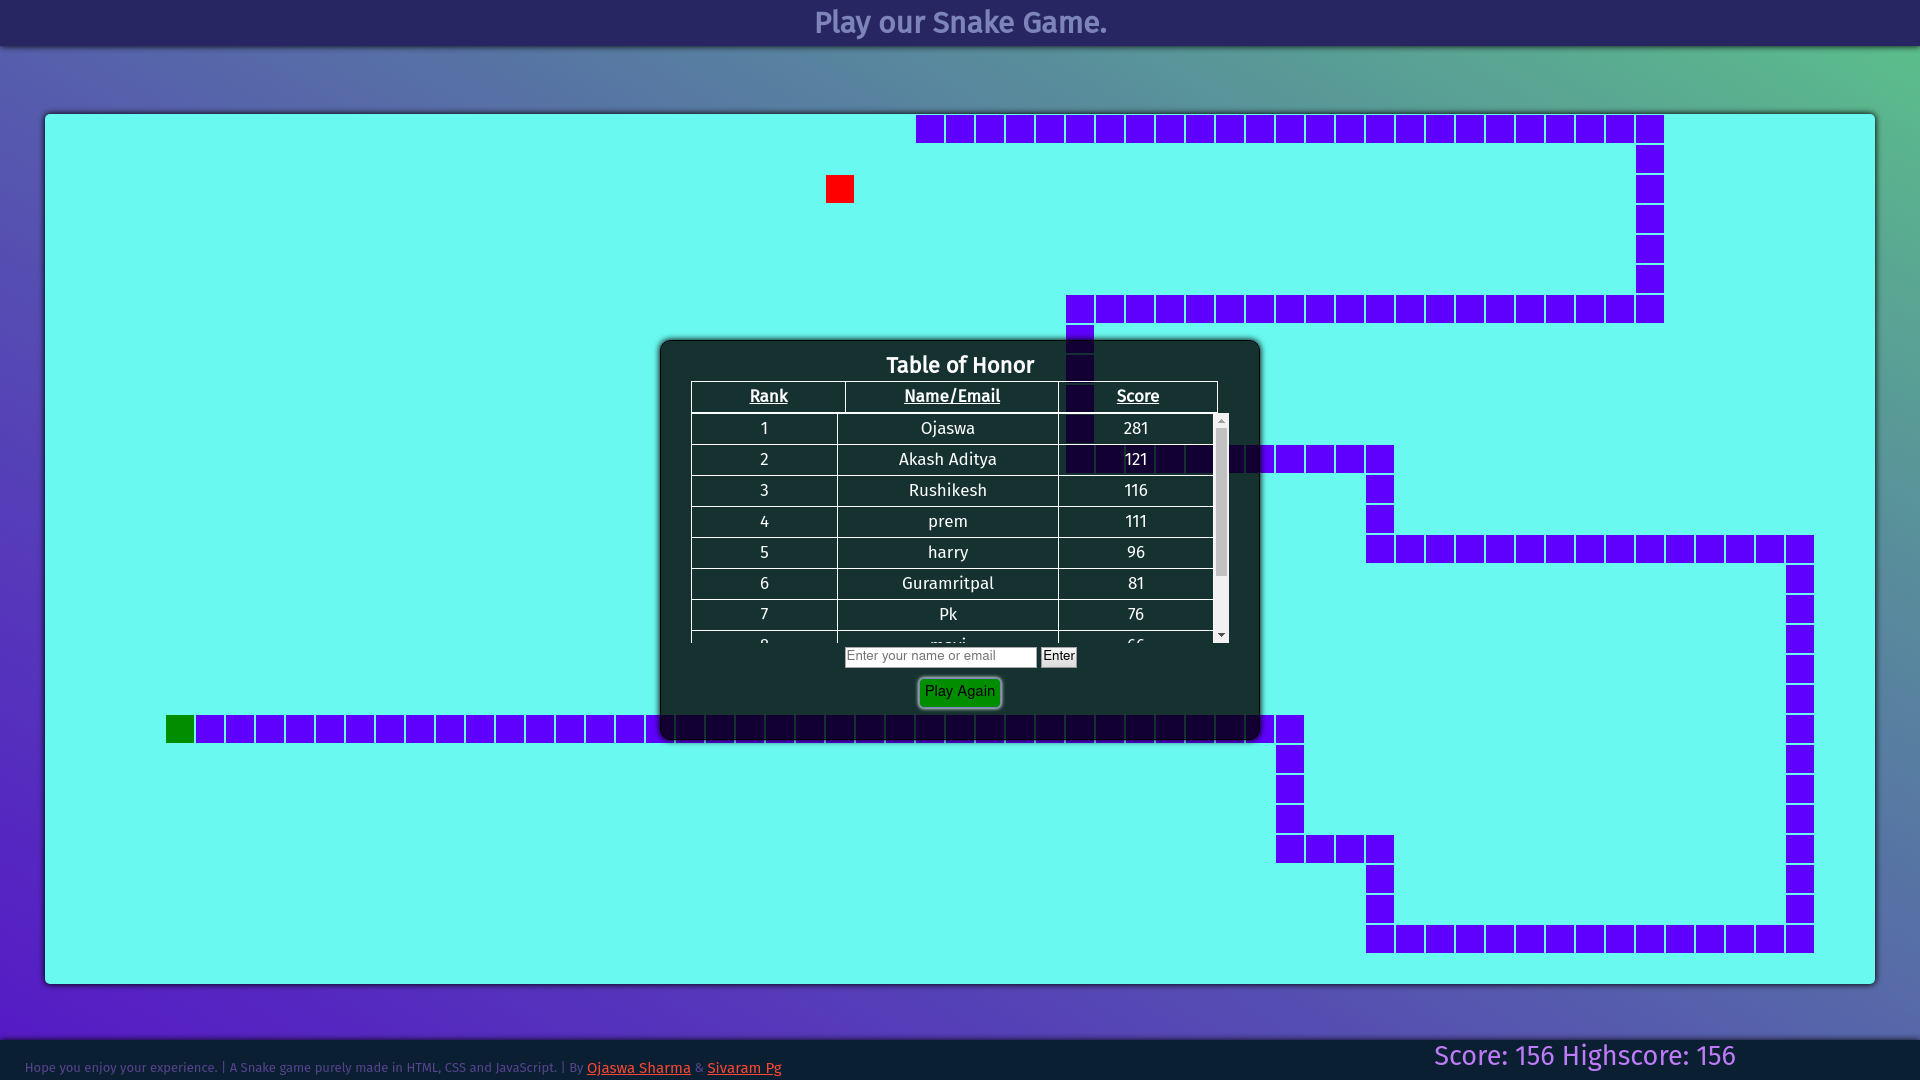 Play our Snake Game.
Table of Honor
Rank Name/Email Score
1 Ojaswa 281
2 Akash Aditya 121
3 Rushikesh 116
4 prem 111
5 harry 96
6 Guramritpal 81
7 Pk 76
Enter your name or email Enter
Play Again
Score: 156 Highscore: 156
Hope you enjoy your experience. | A Snake game purely made in HTML, CSS and JavaScript. | By Ojaswa Sharma & Sivaram Pg